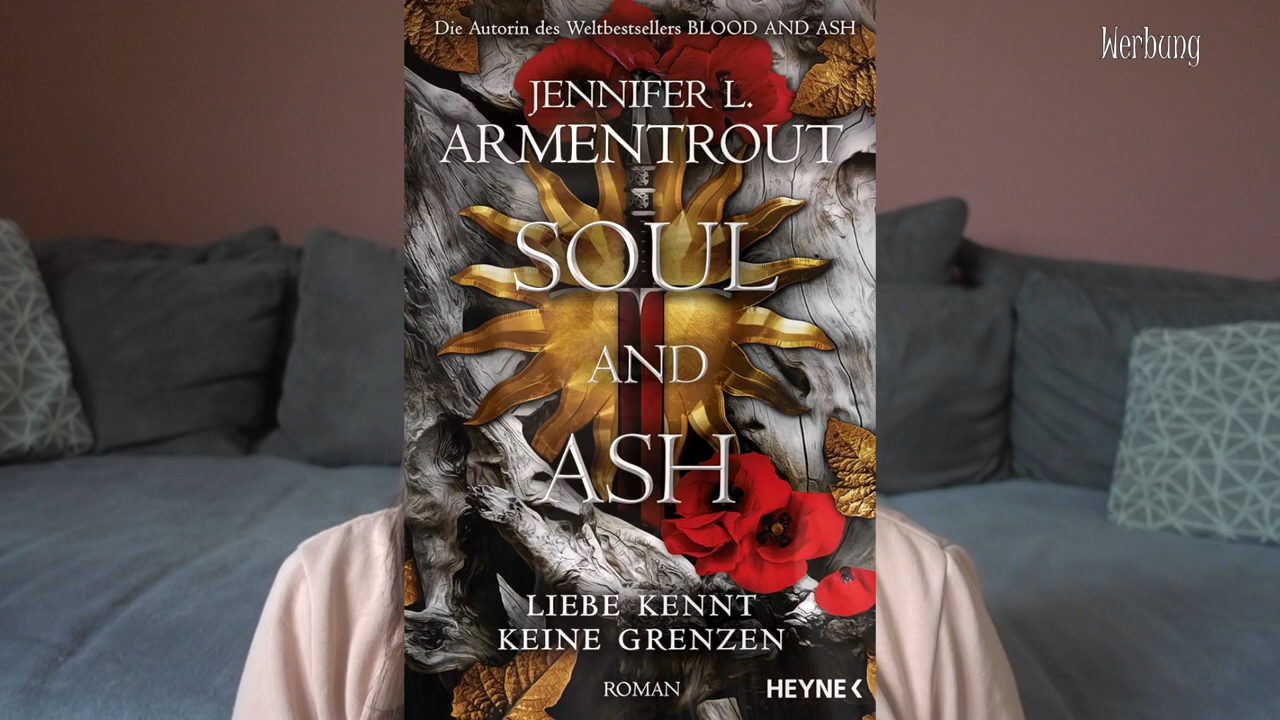 Die Autorin des Weltbestsellers BLOOD AND ASH
Werbung
JENNIFER L.
ARMENTROUT
SOUL
AND
ASH
LIEBE KENNT
KEINE GRENZEN
ROMAN
HEYNE